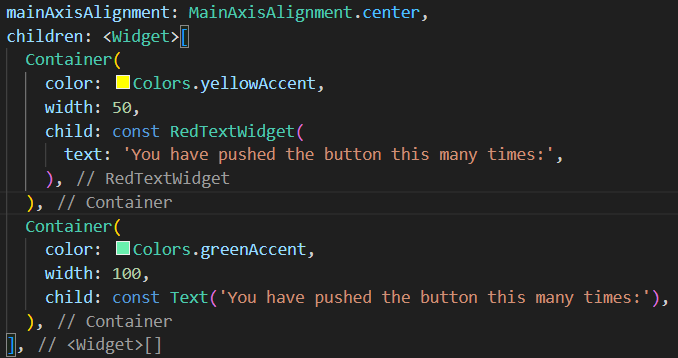 mainAxisAlignment: MainAxisAlignment.center,
children: <Widget>[
  Container(
    color: Colors.yellowAccent,
    width: 50,
    child: const RedTextWidget(
      text: 'You have pushed the button this many times:',
    ), // RedTextWidget
  ), // Container
  Container(
    color: Colors.greenAccent,
    width: 100,
    child: const Text('You have pushed the button this many times:'),
  ), // Container
], // <Widget>[]